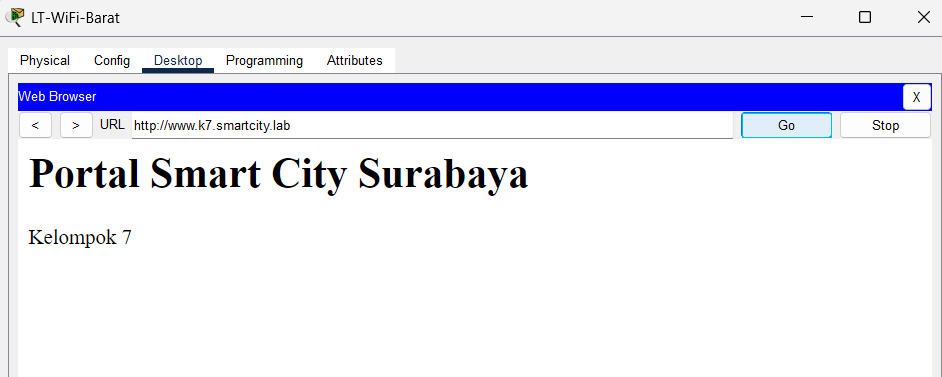 LT-WiFi-Barat
Physical Config Desktop Programming Attributes
Web Browser X
< > URL http://www.k7.smartcity.lab Go Stop
Portal Smart City Surabaya
Kelompok 7